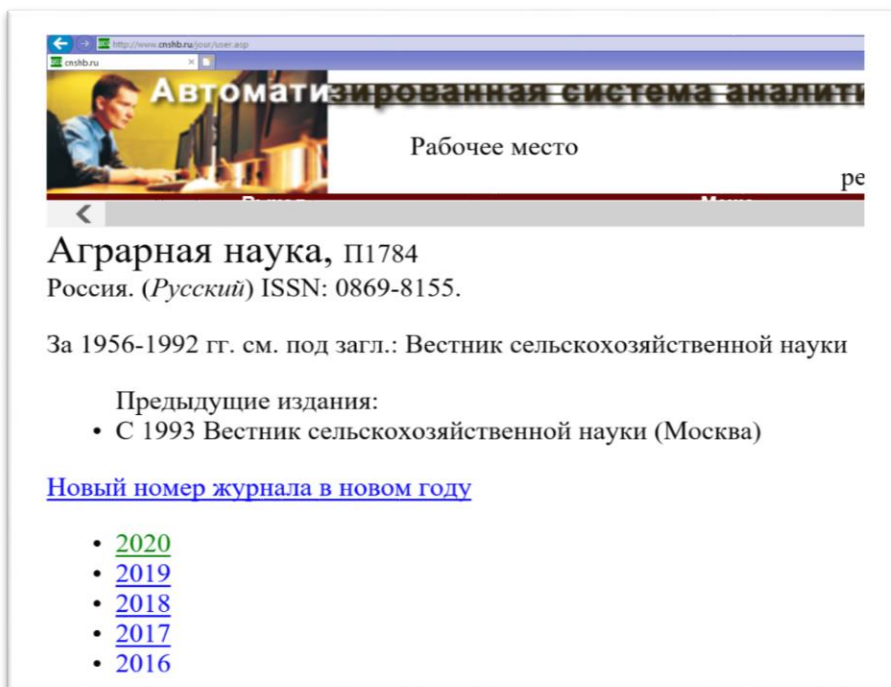 http://www.cnshb.ru/jour/user.asp
cnshb.ru
Автоматизированная система аналити
Рабочее место
ре
Аграрная наука, П1784
Россия. (Русский) ISSN: 0869-8155.
За 1956-1992 гг. см. под загл.: Вестник сельскохозяйственной науки
Предыдущие издания:
• С 1993 Вестник сельскохозяйственной науки (Москва)
Новый номер журнала в новом году
• 2020
• 2019
• 2018
• 2017
• 2016